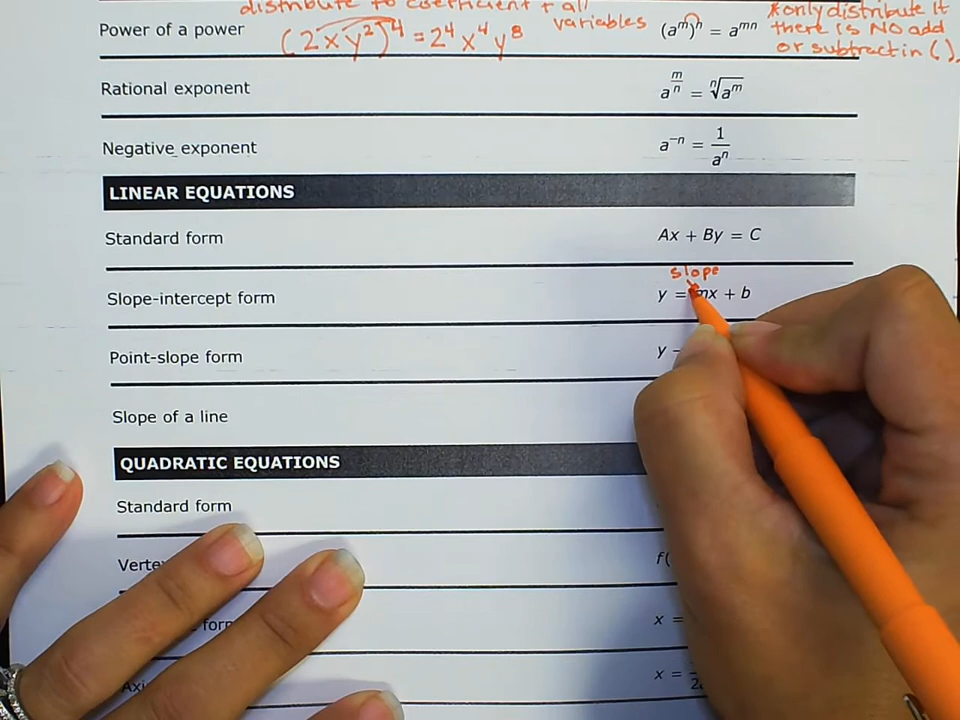 distribute to coefficient + all
variables
*only distribute if
there is NO add
or subtract in ( ).
Power of a power
(2xy²)⁴ = 2⁴x⁴y⁸
(aᵐ)ⁿ = aᵐⁿ
Rational exponent
a^(m/n) = ⁿ√aᵐ
Negative exponent
a⁻ⁿ = 1/aⁿ
LINEAR EQUATIONS
Standard form
Ax + By = C
slope
Slope-intercept form
y = mx + b
Point-slope form
y −
Slope of a line
QUADRATIC EQUATIONS
Standard form
f(
form
x =
x =